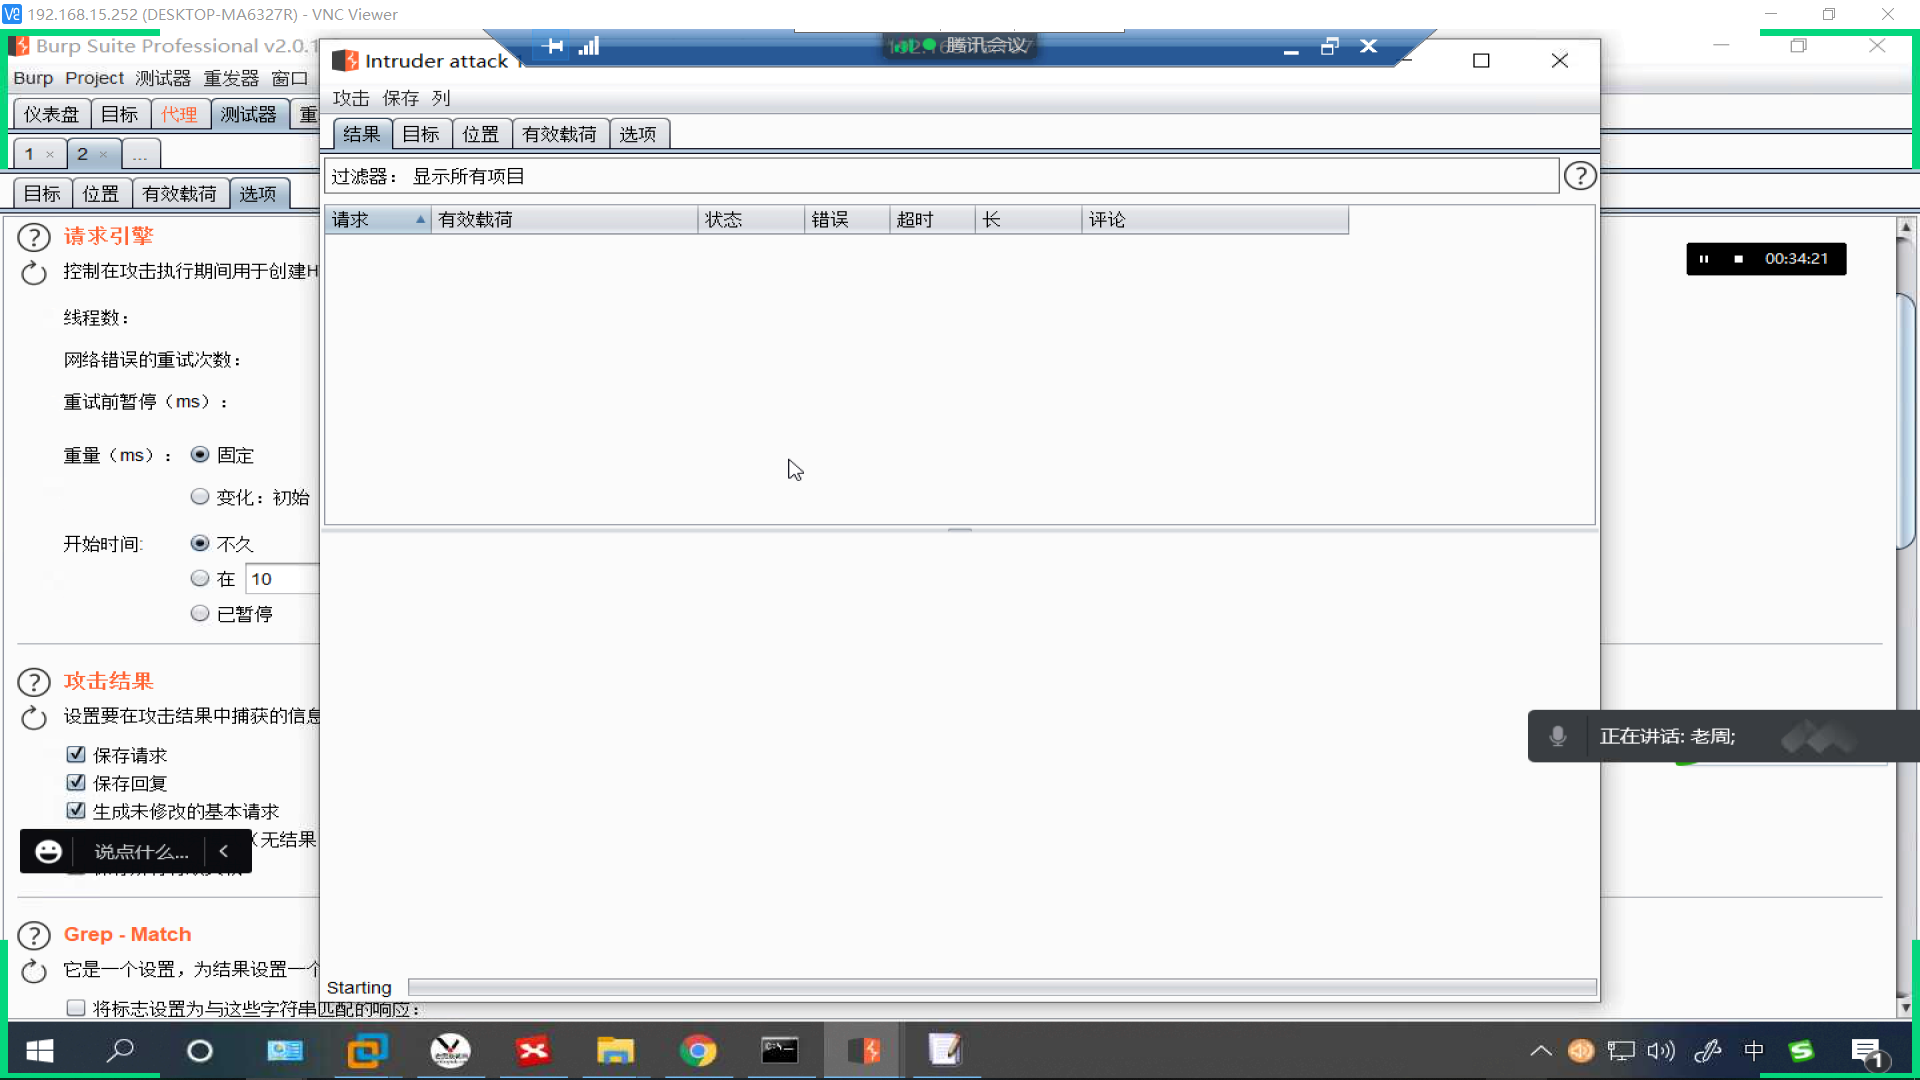 192.168.15.252 (DESKTOP-MA6327R) - VNC Viewer
Burp Suite Professional v2.0.1
Burp Project 测试器 重发器 窗口
仪表盘 目标 代理 测试器 重
1 × 2 × ...
目标 位置 有效载荷 选项
请求引擎
控制在攻击执行期间用于创建H
线程数：
网络错误的重试次数：
重试前暂停（ms）：
重量（ms）： 固定
变化：初始
开始时间: 不久
在 10
已暂停
攻击结果
设置要在攻击结果中捕获的信息
保存请求
保存回复
生成未修改的基本请求
（无结果
说点什么...
Grep - Match
它是一个设置，为结果设置一个
将标志设置为与这些字符串匹配的响应：
Intruder attack 1
腾讯会议
攻击 保存 列
结果 目标 位置 有效载荷 选项
过滤器： 显示所有项目
请求 有效载荷 状态 错误 超时 长 评论
Starting
00:34:21
正在讲话: 老周;
中
1